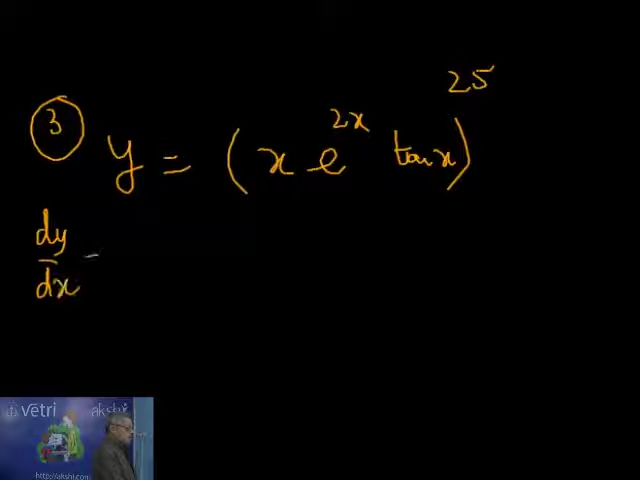 3 y = (x e^{2x} tan x)^{25}
dy/dx =
vetri akshi
http://akshi.com